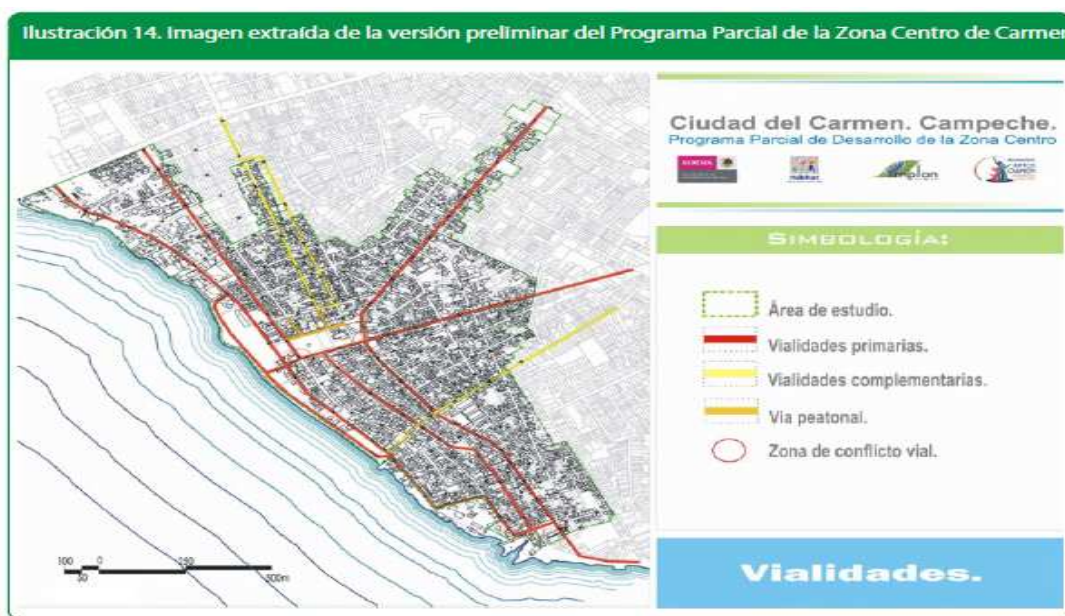 Ilustración 14. Imagen extraída de la versión preliminar del Programa Parcial de la Zona Centro de Carmen
Ciudad del Carmen. Campeche.
Programa Parcial de Desarrollo de la Zona Centro
SIMBOLOGÍA:
Área de estudio.
Vialidades primarias.
Vialidades complementarias.
Via peatonal.
Zona de conflicto vial.
Vialidades.
100 0 250
50 500m